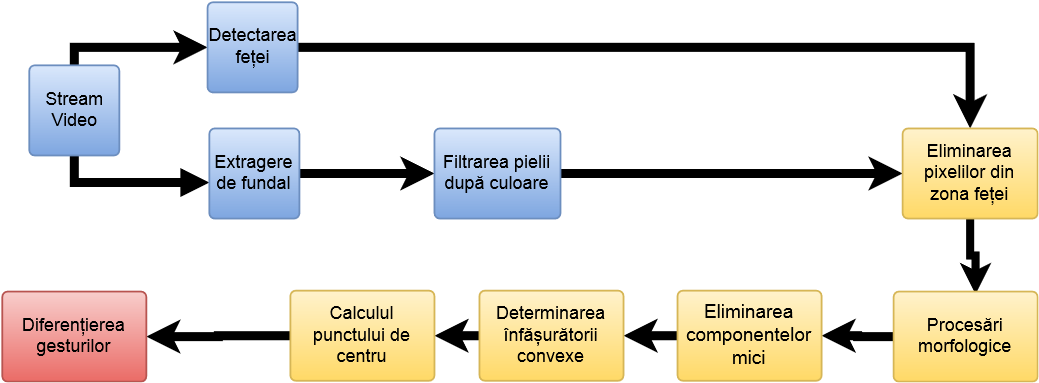 Stream
Video
Detectarea
feței
Extragere
de fundal
Filtrarea pielii
după culoare
Eliminarea
pixelilor din
zona feței
Procesări
morfologice
Eliminarea
componentelor
mici
Determinarea
înfășurătorii
convexe
Calculul
punctului de
centru
Diferențierea
gesturilor